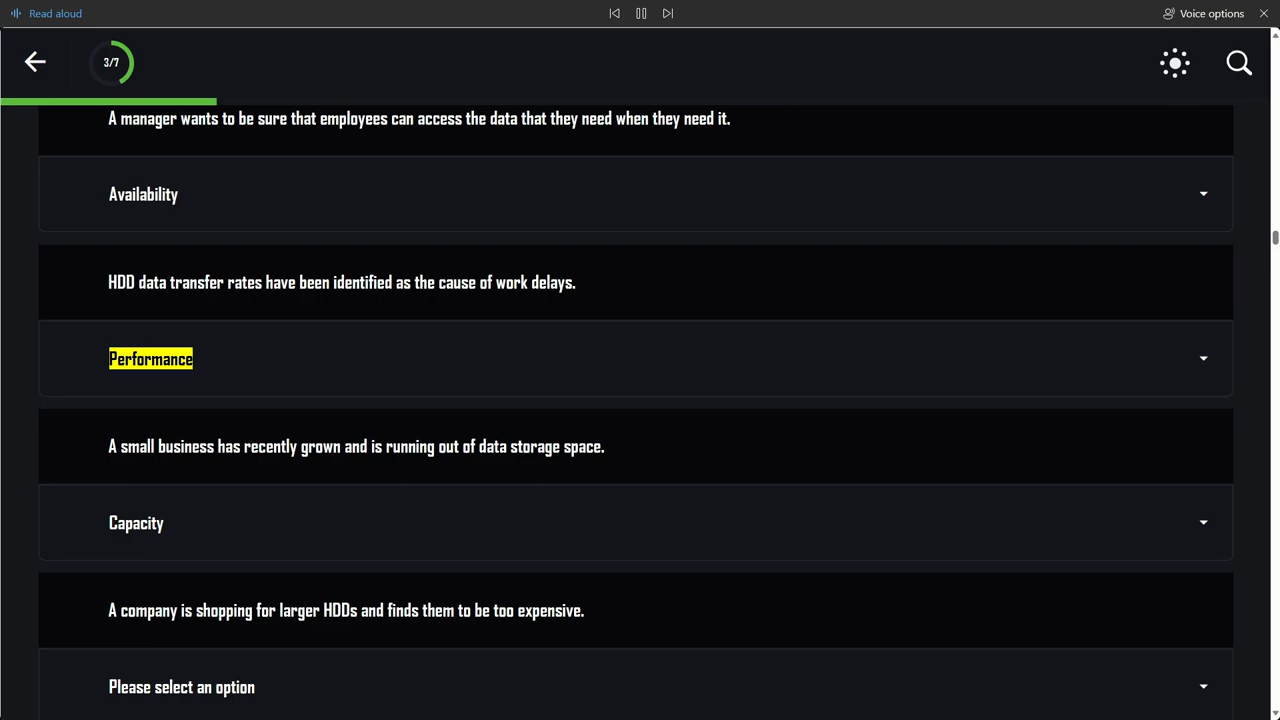 Read aloud
Voice options
3/7
A manager wants to be sure that employees can access the data that they need when they need it.
Availability
HDD data transfer rates have been identified as the cause of work delays.
Performance
A small business has recently grown and is running out of data storage space.
Capacity
A company is shopping for larger HDDs and finds them to be too expensive.
Please select an option